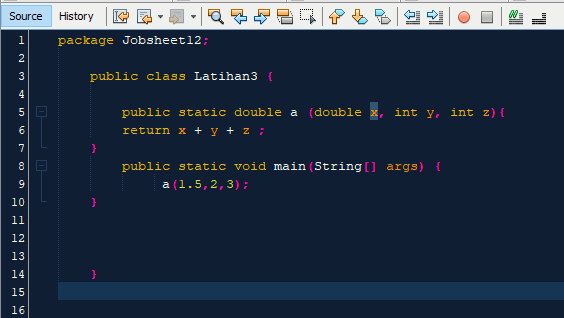 Source History
1 package Jobsheet12;
2
3 public class Latihan3 {
4
5 public static double a (double x, int y, int z){
6 return x + y + z ;
7 }
8 public static void main(String[] args) {
9 a(1.5,2,3);
10 }
11
12
13
14 }
15
16